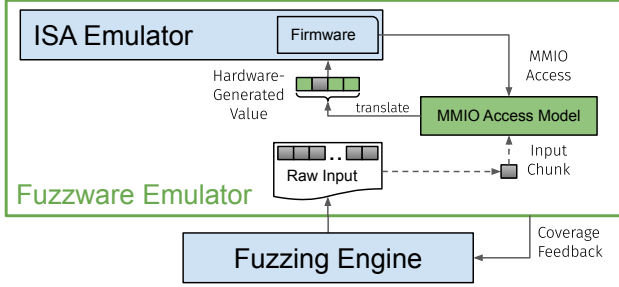 ISA Emulator
Firmware
Hardware-
Generated
Value
translate
MMIO
Access
MMIO Access Model
Raw Input
Input
Chunk
Fuzzware Emulator
Coverage
Feedback
Fuzzing Engine